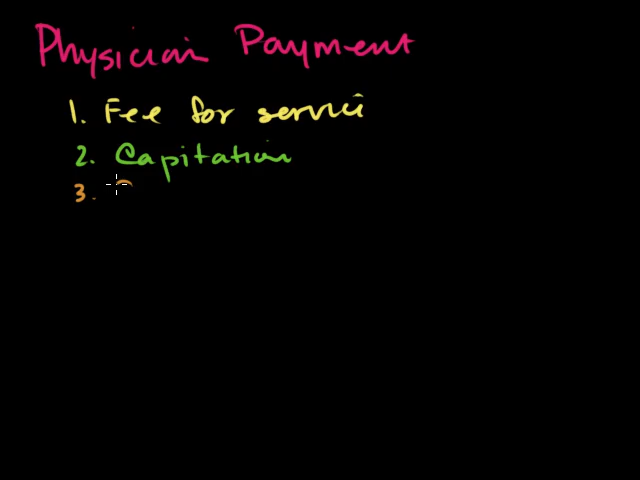 Physician Payment
1. Fee for service
2. Capitation
3.